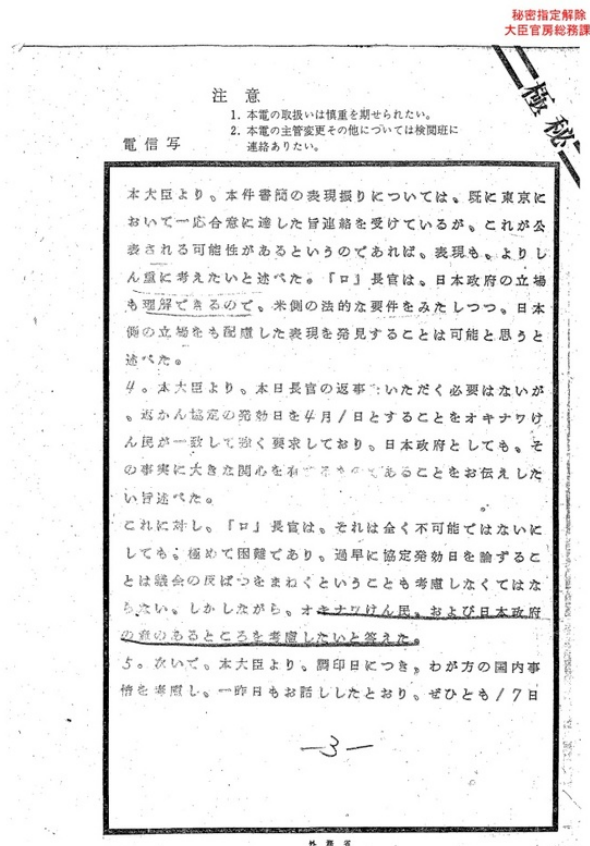 秘密指定解除
大臣官房総務課
極秘
注意
1. 本電の取扱いは慎重を期せられたい。
2. 本電の主管変更その他については検閲班に
連絡ありたい。
電信写
本大臣より、本件書簡の表現振りについては、既に東京に
おいて一応合意に達した旨連絡を受けているが、これが公
表される可能性があるというのであれば、表現も、よりし
ん重に考えたいと述べた。『ロ』長官は、日本政府の立場
も理解できるので、米側の法的な要件をみたしつつ、日本
側の立場をも配慮した表現を発見することは可能と思うと
述べた。
4。本大臣より、本日長官の返事 いただく必要はないが
、返かん協定の発効日を4月/日とすることをオキナワけ
ん民が一致して強く要求しており、日本政府としても、そ
の事実に大きな関心を有 であることをお伝えした
い旨述べた。
これに対し、『ロ』長官は、それは全く不可能ではないに
しても、極めて困難であり、過早に協定発効日を論ずるこ
とは議会の反ぱつをまねくということも考慮しなくてはな
らない。しかしながら、オキナワけん民、および日本政府
の意のあるところを考慮したいと答えた。
5。次いで、本大臣より、調印日につき、わが方の国内事
情を考慮し、一昨日もお話ししたとおり、ぜひとも/7日
—3—
外務省